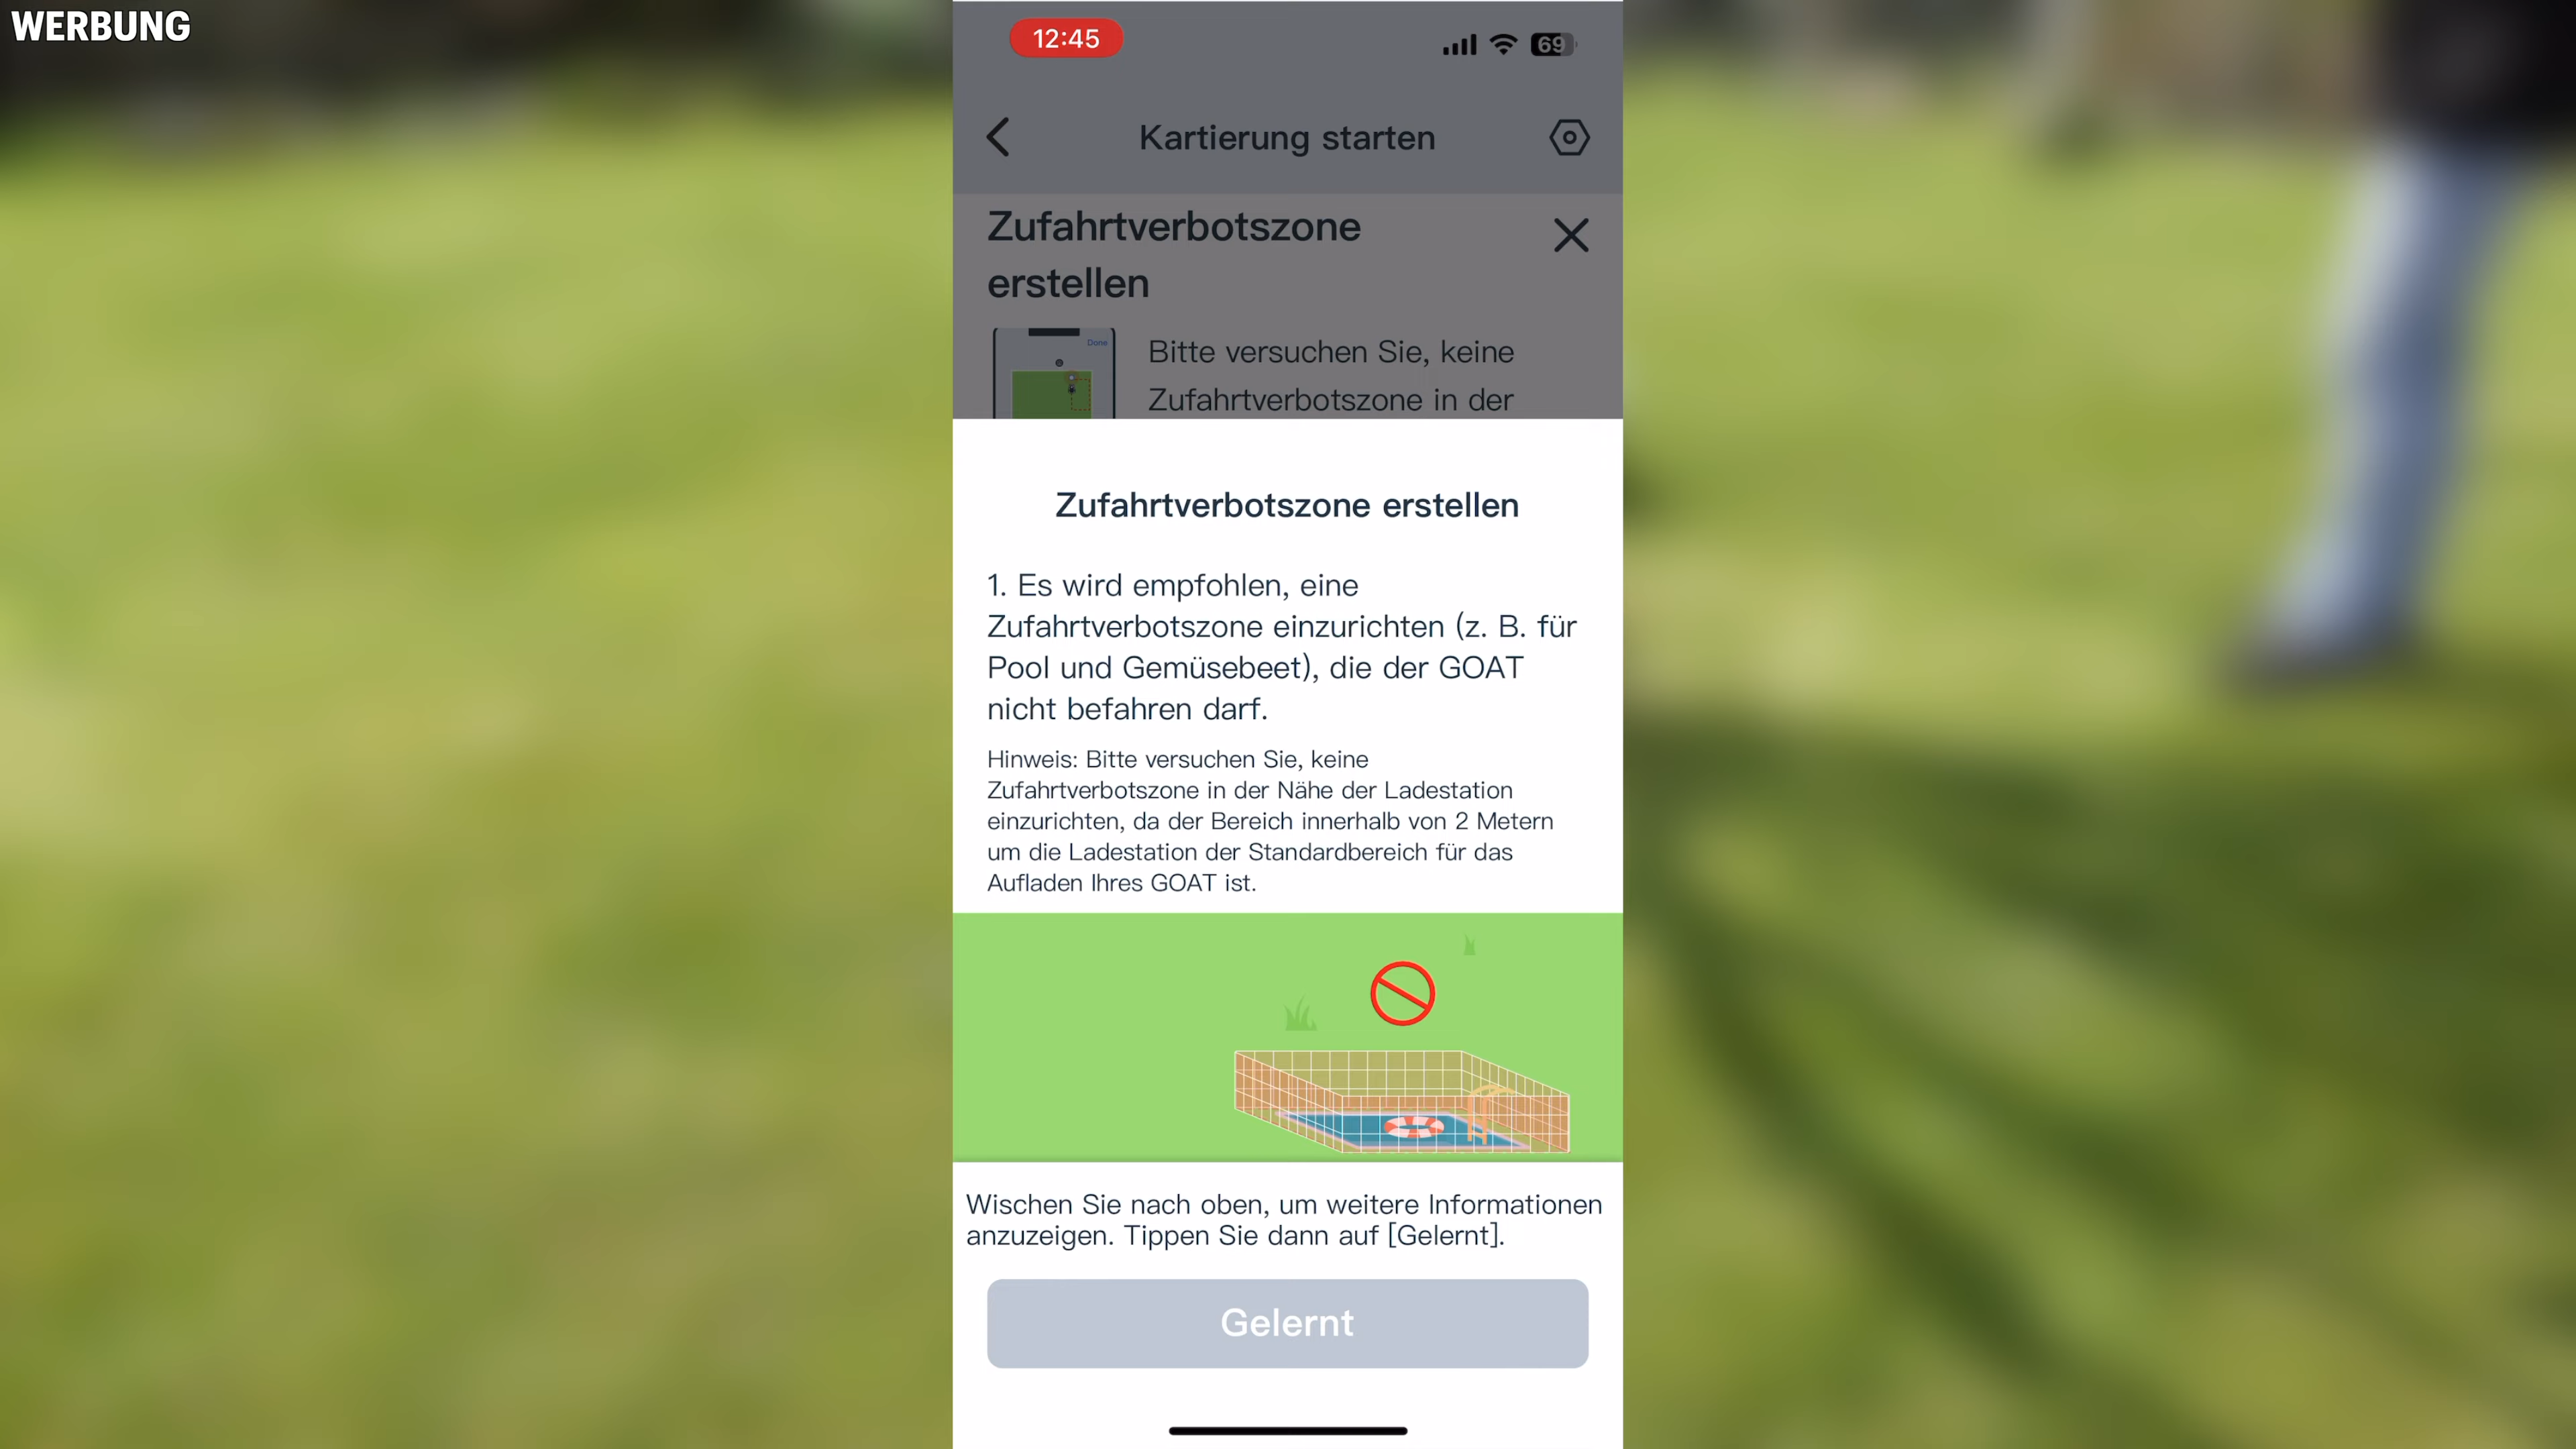 WERBUNG
12:45
69
Kartierung starten
Zufahrtverbotszone
erstellen
Done
Bitte versuchen Sie, keine
Zufahrtverbotszone in der
Zufahrtverbotszone erstellen
1. Es wird empfohlen, eine
Zufahrtverbotszone einzurichten (z. B. für
Pool und Gemüsebeet), die der GOAT
nicht befahren darf.
Hinweis: Bitte versuchen Sie, keine
Zufahrtverbotszone in der Nähe der Ladestation
einzurichten, da der Bereich innerhalb von 2 Metern
um die Ladestation der Standardbereich für das
Aufladen Ihres GOAT ist.
Wischen Sie nach oben, um weitere Informationen
anzuzeigen. Tippen Sie dann auf [Gelernt].
Gelernt